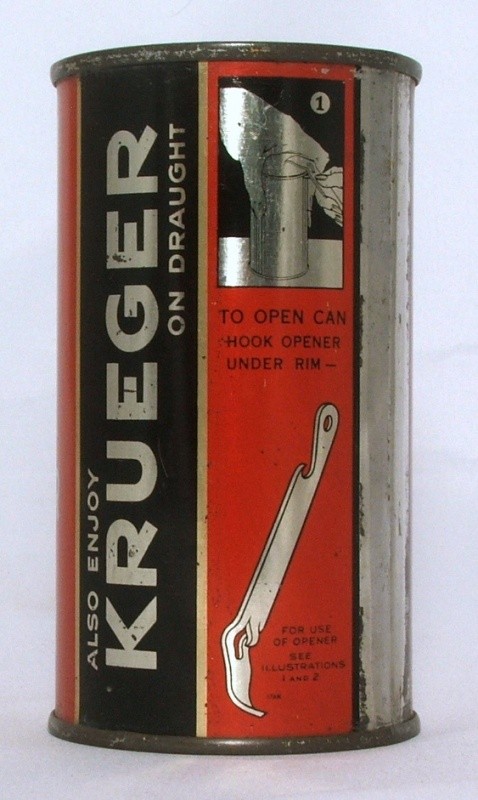 ALSO ENJOY
KRUEGER
ON DRAUGHT
1
TO OPEN CAN
HOOK OPENER
UNDER RIM—
FOR USE
OF OPENER
SEE
ILLUSTRATIONS
1 AND 2